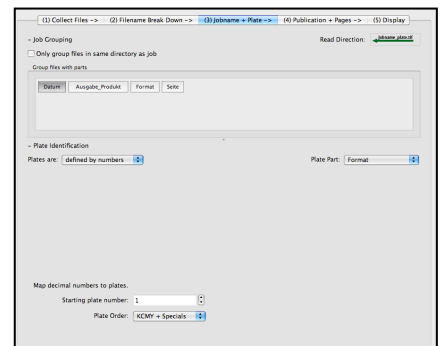 (1) Collect Files –> (2) Filename Break Down –> (3) Jobname + Plate –> (4) Publication + Pages –> (5) Display
– Job Grouping Read Direction: jobname_plate.tif
Only group files in same directory as job
Group files with parts
Datum Ausgabe_Produkt Format Seite
– Plate Identification
Plates are: defined by numbers Plate Part: Format
Map decimal numbers to plates.
Starting plate number: 1
Plate Order: KCMY + Specials